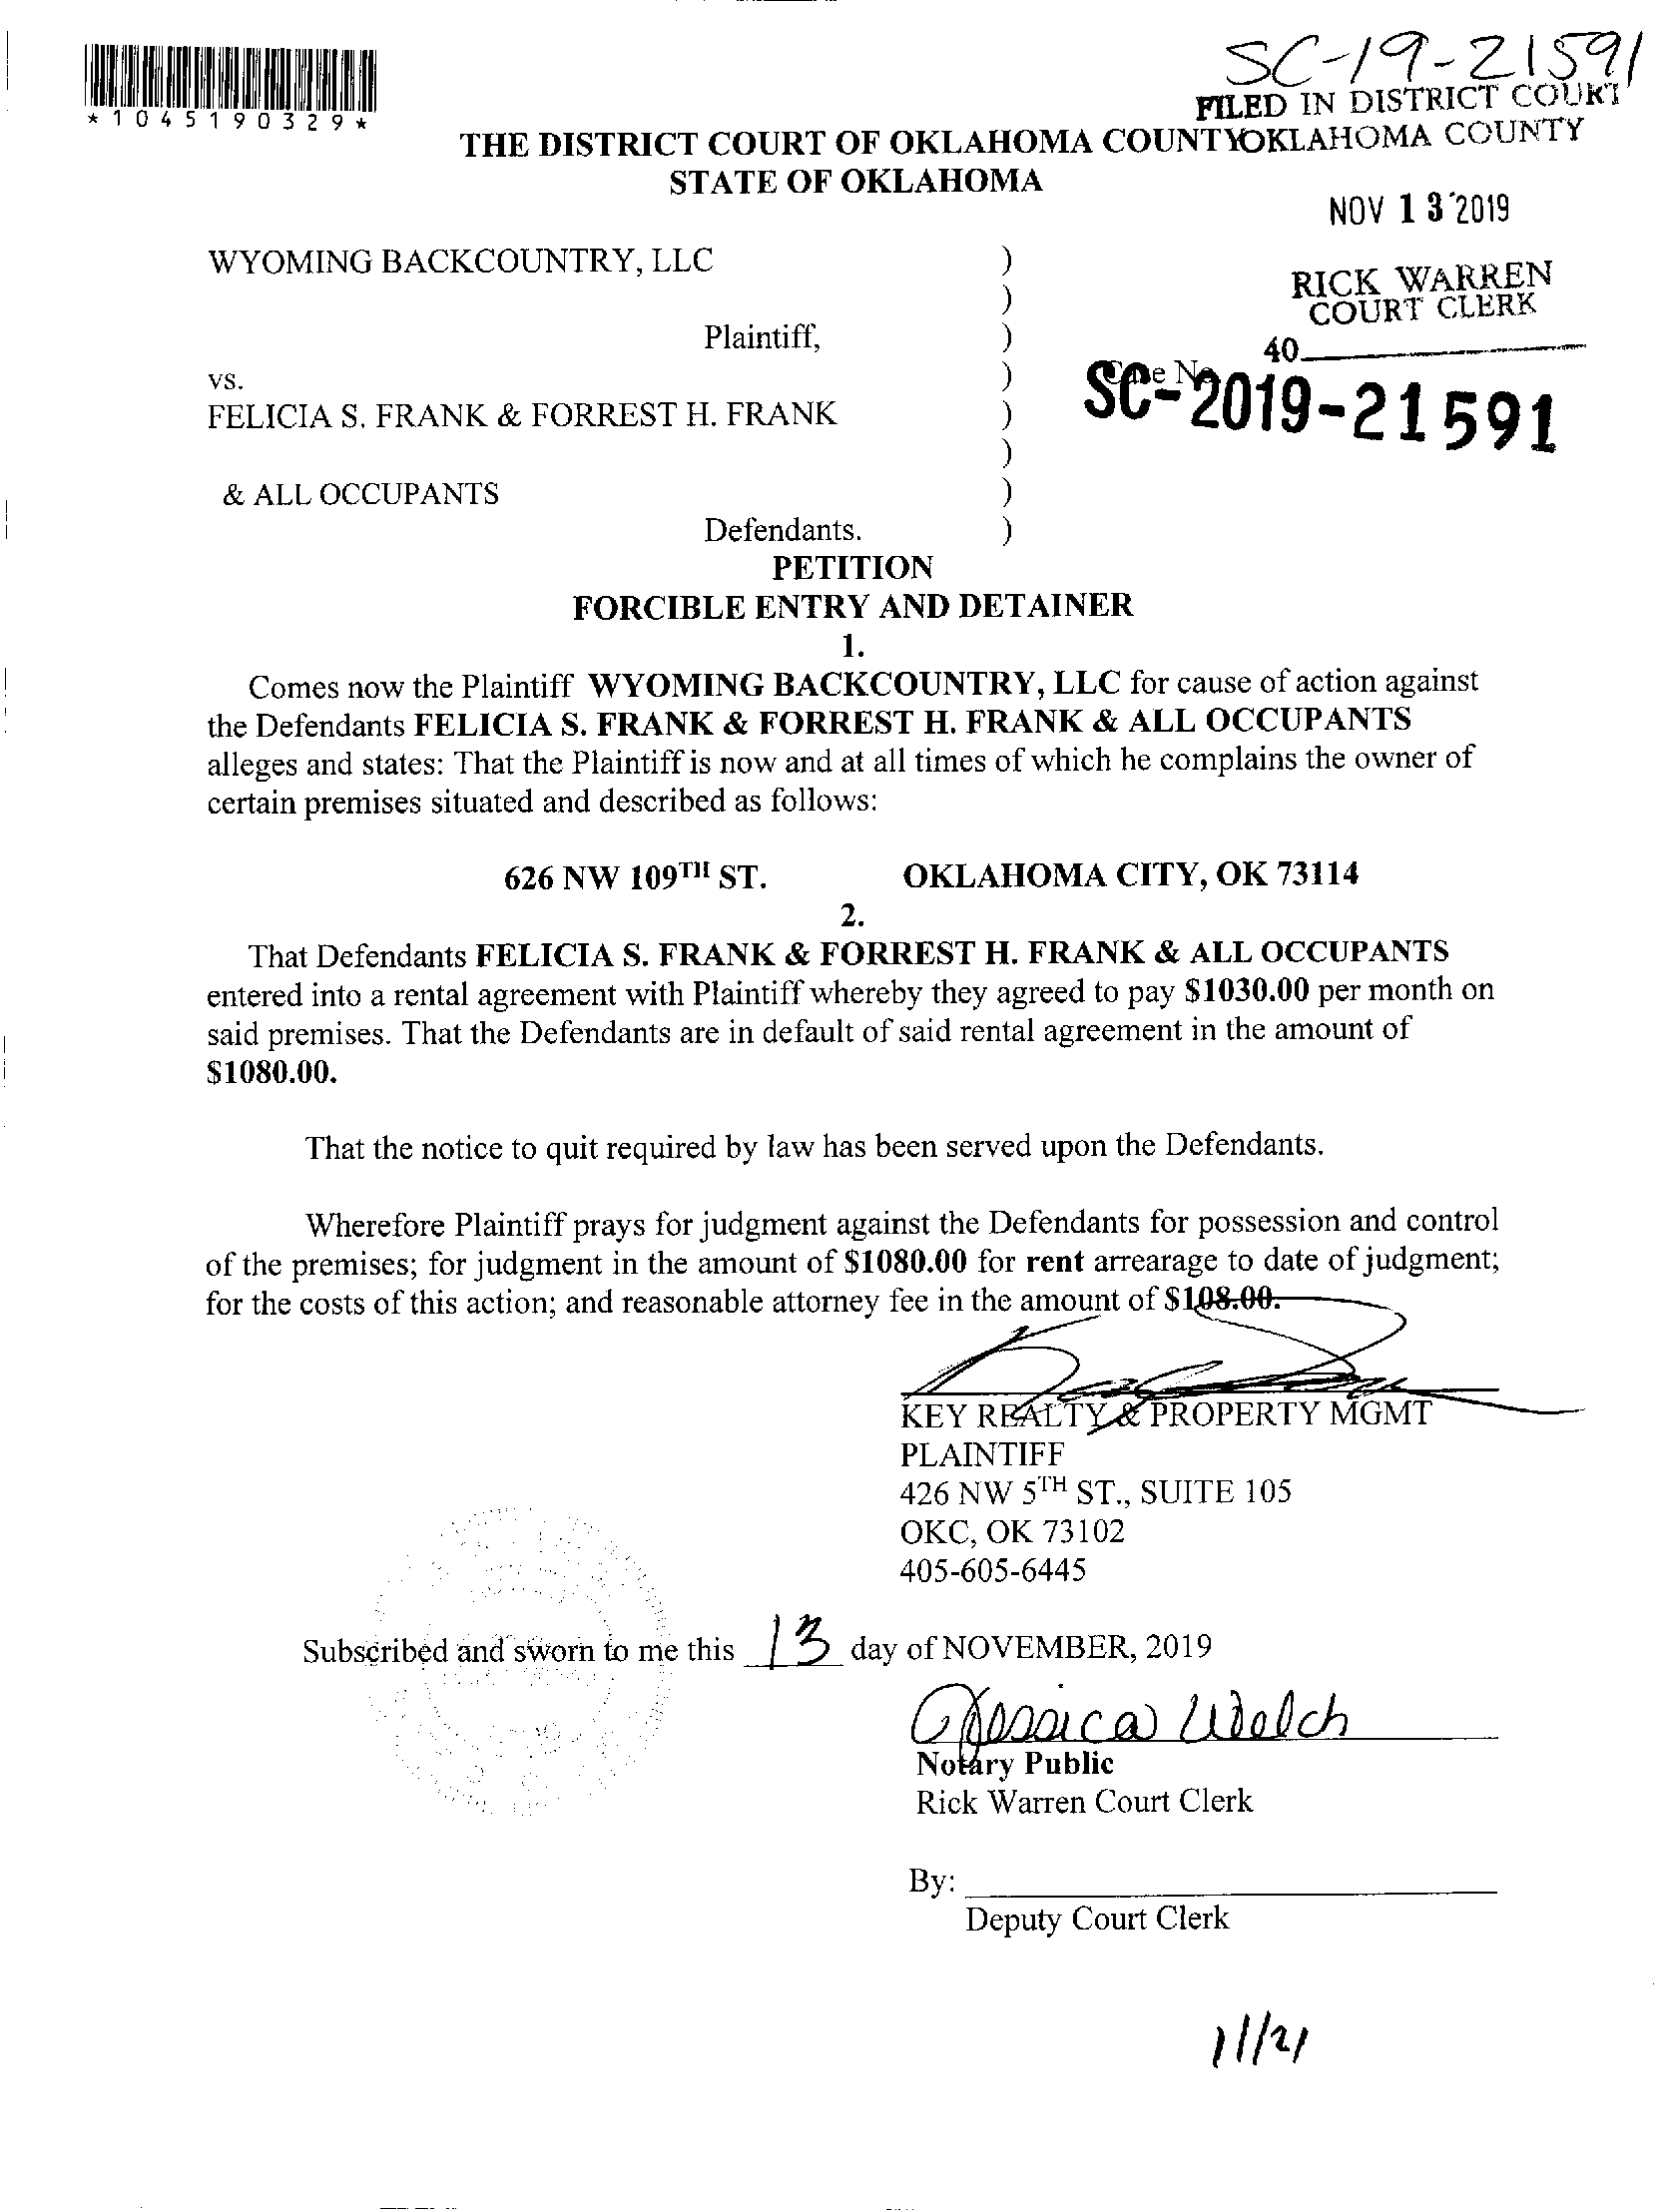 SC-19-21591
*1045190329*
FILED IN DISTRICT COURT
OKLAHOMA COUNTY
THE DISTRICT COURT OF OKLAHOMA COUNTY
STATE OF OKLAHOMA
NOV 13 2019
WYOMING BACKCOUNTRY, LLC )
)
RICK WARREN
COURT CLERK
Plaintiff, )
40
vs. ) Case No.
SC-2019-21591
FELICIA S. FRANK & FORREST H. FRANK )
)
& ALL OCCUPANTS )
Defendants. )
PETITION
FORCIBLE ENTRY AND DETAINER
1.
Comes now the Plaintiff WYOMING BACKCOUNTRY, LLC for cause of action against
the Defendants FELICIA S. FRANK & FORREST H. FRANK & ALL OCCUPANTS
alleges and states: That the Plaintiff is now and at all times of which he complains the owner of
certain premises situated and described as follows:
626 NW 109TH ST. OKLAHOMA CITY, OK 73114
2.
That Defendants FELICIA S. FRANK & FORREST H. FRANK & ALL OCCUPANTS
entered into a rental agreement with Plaintiff whereby they agreed to pay $1030.00 per month on
said premises. That the Defendants are in default of said rental agreement in the amount of
$1080.00.
That the notice to quit required by law has been served upon the Defendants.
Wherefore Plaintiff prays for judgment against the Defendants for possession and control
of the premises; for judgment in the amount of $1080.00 for rent arrearage to date of judgment;
for the costs of this action; and reasonable attorney fee in the amount of $108.00.
KEY REALTY & PROPERTY MGMT
PLAINTIFF
426 NW 5TH ST., SUITE 105
OKC, OK 73102
405-605-6445
Subscribed and sworn to me this 13 day of NOVEMBER, 2019
Jessica Welch
Notary Public
Rick Warren Court Clerk
By:
Deputy Court Clerk
11/21